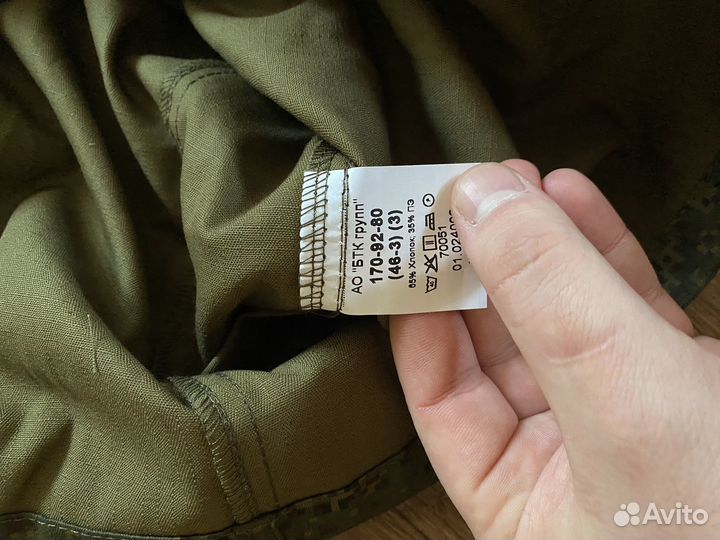 АО "БТК групп"
170-92-80
(46-3) (3)
65% Хлопок; 35% ПЭ
70051
Avito